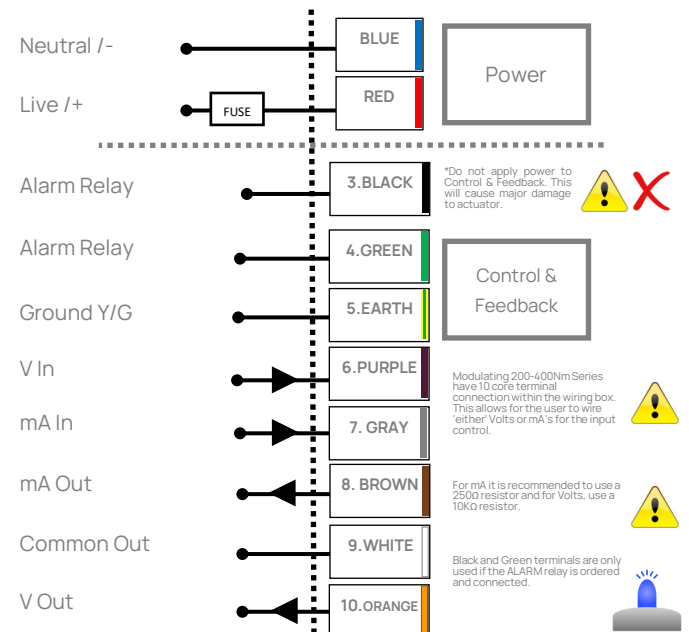 Neutral /-
BLUE
Power
Live /+
FUSE
RED
Alarm Relay
3.BLACK
*Do not apply power to
Control & Feedback. This
will cause major damage
to actuator.
Alarm Relay
4.GREEN
Control &
Feedback
Ground Y/G
5.EARTH
V In
6.PURPLE
Modulating 200-400Nm Series
have 10 core terminal
connection within the wiring box.
This allows for the user to wire
'either' Volts or mA's for the input
control.
mA In
7. GRAY
mA Out
8. BROWN
For mA it is recommended to use a
250Ω resistor and for Volts, use a
10KΩ resistor.
Common Out
9.WHITE
Black and Green terminals are only
used if the ALARM relay is ordered
and connected.
V Out
10.ORANGE